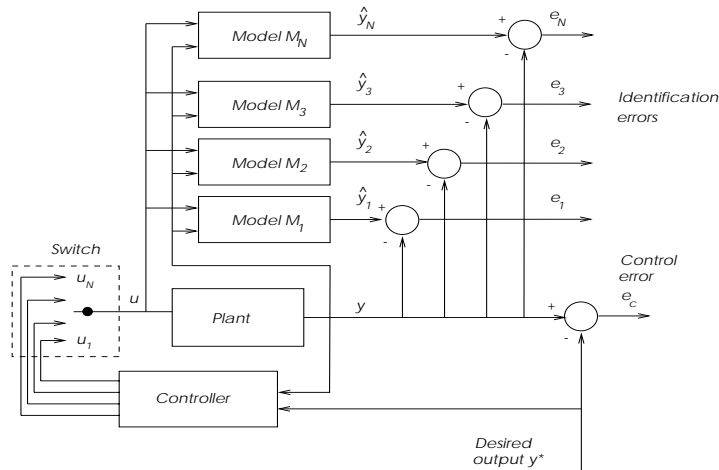 ŷ_N
e_N
Model M_N
+
-
ŷ_3
e_3
Model M_3
+
-
Identification
errors
ŷ_2
e_2
Model M_2
+
-
ŷ_1
e_1
Model M_1
+
-
Switch
u_N
u
u_1
Plant
y
Control
error
e_c
+
-
Controller
Desired
output y*